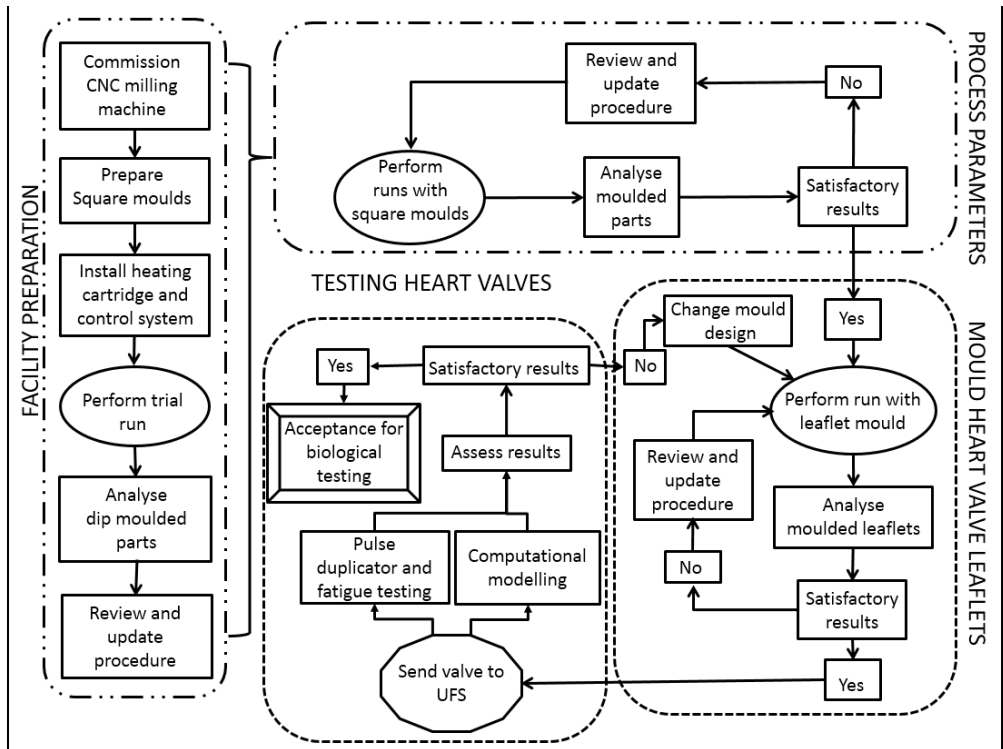 FACILITY PREPARATION
Commission
CNC milling
machine
Prepare
Square moulds
Install heating
cartridge and
control system
Perform trial
run
Analyse
dip moulded
parts
Review and
update
procedure
PROCESS PARAMETERS
Review and
update
procedure
No
Perform
runs with
square moulds
Analyse
moulded
parts
Satisfactory
results
MOULD HEART VALVE LEAFLETS
Yes
Change mould
design
No
Perform run with
leaflet mould
Review and
update
procedure
Analyse
moulded leaflets
No
Satisfactory
results
Yes
TESTING HEART VALVES
Yes
Satisfactory results
Acceptance for
biological
testing
Assess results
Pulse
duplicator and
fatigue testing
Computational
modelling
Send valve to
UFS